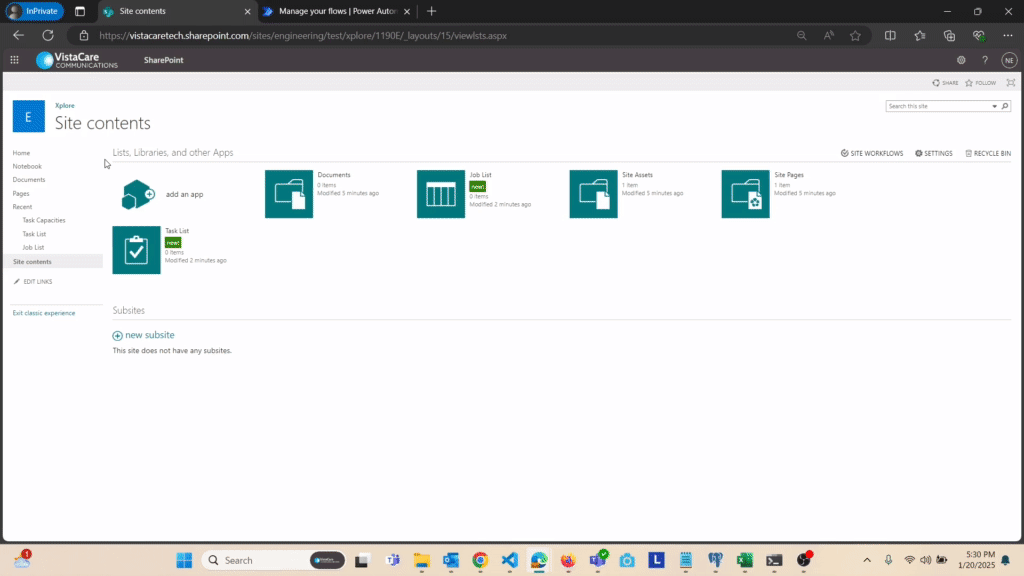 InPrivate
Site contents
Manage your flows | Power Auton
https://vistacaretech.sharepoint.com/sites/engineering/test/xplore/1190E/_layouts/15/viewlsts.aspx
VistaCare
COMMUNICATIONS
SharePoint
NE
SHARE
FOLLOW
E
Xplore
Site contents
Search this site
Home
Notebook
Documents
Pages
Recent
Task Capacities
Task List
Job List
Site contents
EDIT LINKS
Exit classic experience
Lists, Libraries, and other Apps
SITE WORKFLOWS
SETTINGS
RECYCLE BIN
add an app
Documents
0 items
Modified 5 minutes ago
Job List
new!
0 items
Modified 2 minutes ago
Site Assets
1 item
Modified 5 minutes ago
Site Pages
1 item
Modified 5 minutes ago
Task List
new!
0 items
Modified 2 minutes ago
Subsites
new subsite
This site does not have any subsites.
1
Search
L
5:30 PM
1/20/2025